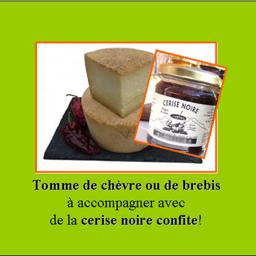 CERISE NOIRE
Tomme de chèvre ou de brebis
à accompagner avec
de la cerise noire confite!